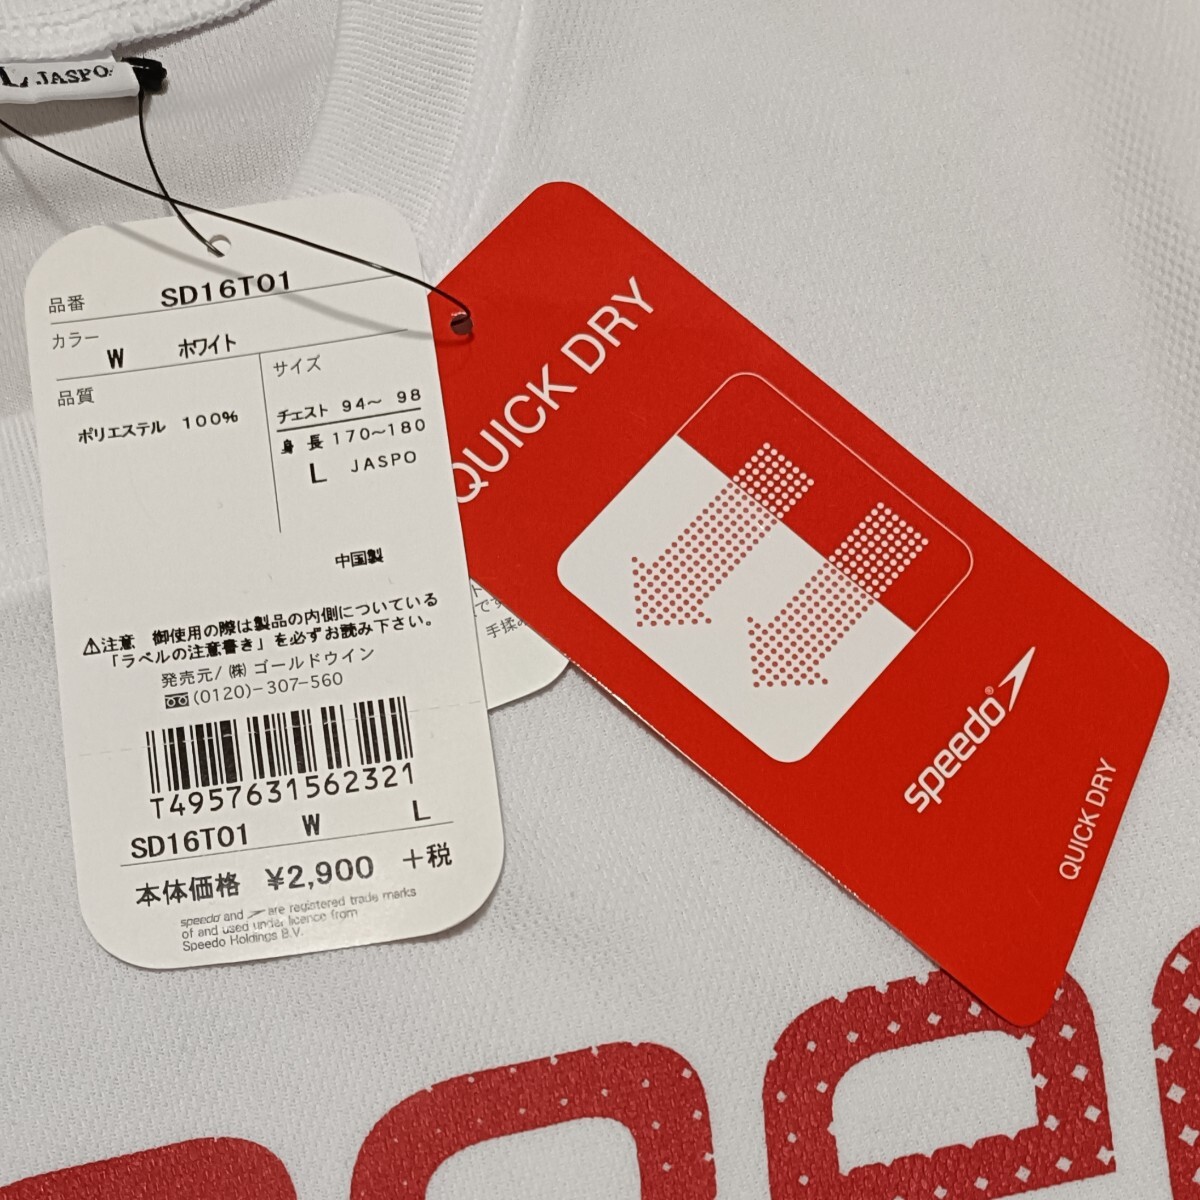 L JASPO
品番 SD16T01
カラー W ホワイト
品質
ポリエステル 100%
サイズ
チェスト 94～ 98
身 長 170～180
L JASPO
中国製
⚠注意 御使用の際は製品の内側についている
「ラベルの注意書き」を必ずお読み下さい。
発売元/ ㈱ ゴールドウイン
(0120)-307-560
T4957631562321
SD16T01 W L
本体価格 ¥2,900 +税
speedo and are registered trade marks
of and used under licence from
Speedo Holdings B.V.
QUICK DRY
speedo®
QUICK DRY
です
手揉み